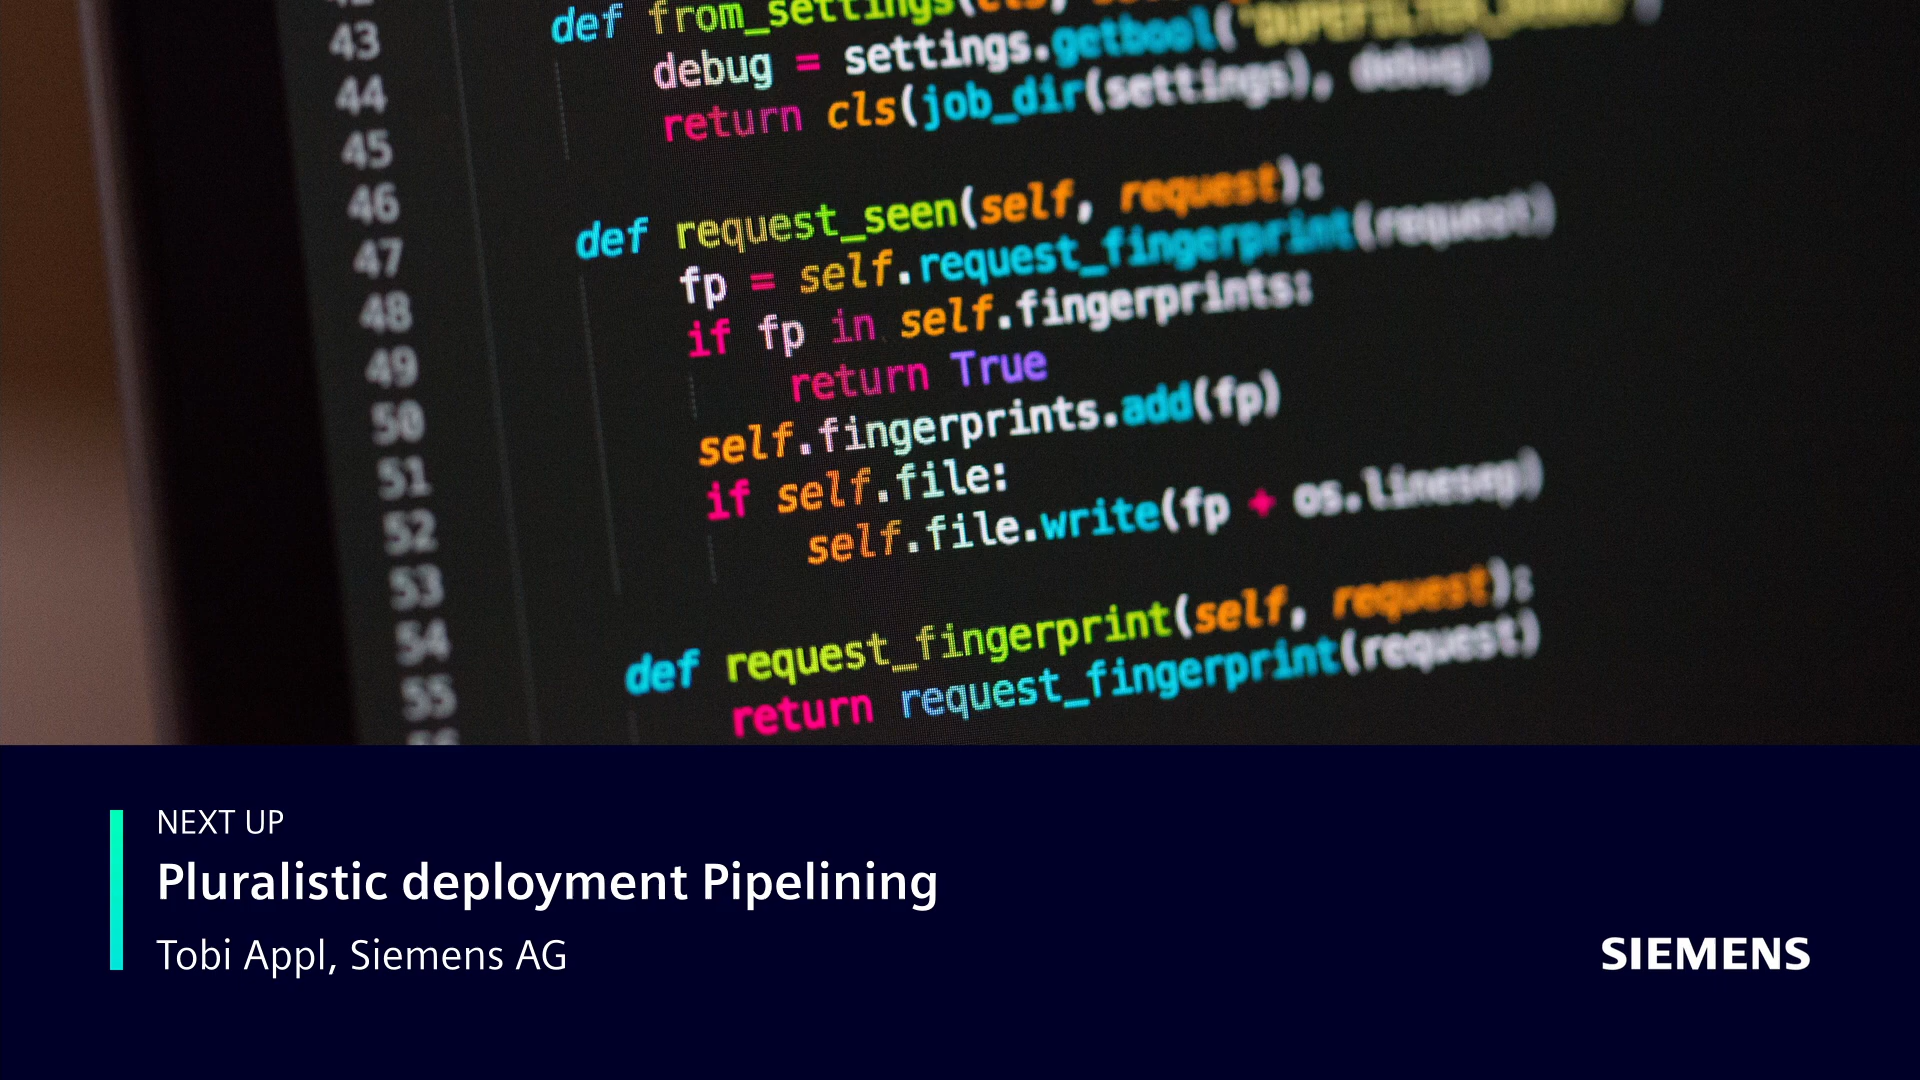 42
43 def from_settings(cls,
44 debug = settings.getbool('DUPEFILTER_DEBUG'
45 return cls(job_dir(settings), debug)
46
47 def request_seen(self, request):
48 fp = self.request_fingerprint(request)
49 if fp in self.fingerprints:
50 return True
51 self.fingerprints.add(fp)
52 if self.file:
53 self.file.write(fp + os.linesep)
54
55 def request_fingerprint(self, request):
56 return request_fingerprint(request)
NEXT UP
Pluralistic deployment Pipelining
Tobi Appl, Siemens AG
SIEMENS